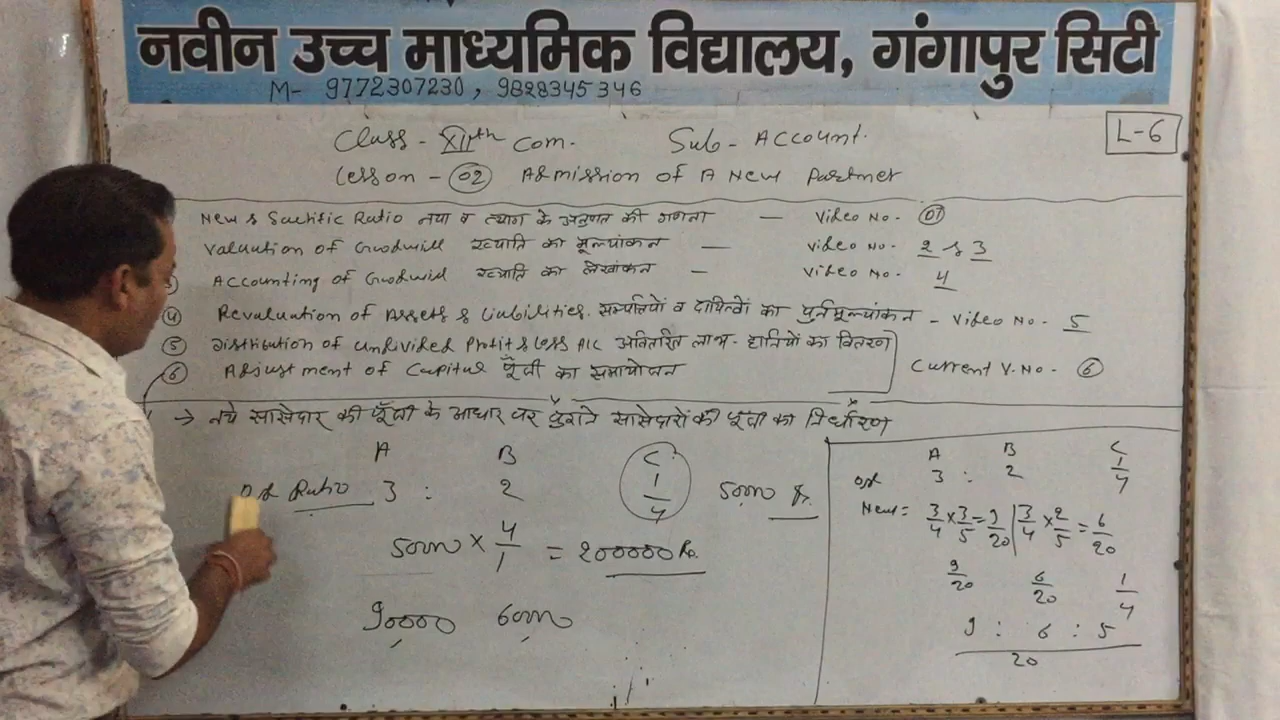 नवीन उच्च माध्यमिक विद्यालय, गंगापुर सिटी
M- 9772307230, 9828345346
Class - XIIth Com. Sub - Account. L-6
Lesson - 02 Admission of A New Partner
New & Sacrific Ratio नया व त्याग के अनुपात की गणना - Video No. 01
Valuation of Goodwill ख्याति का मूल्यांकन - Video No. 2 & 3
Accounting of Goodwill ख्याति का लेखांकन - Video No. 4
4 Revaluation of Assets & Liabilities. सम्पत्तियों व दायित्वों का पुर्नमूल्यांकन - Video No. 5
5 Distribution of undivided Profit & Loss A/C अवितरित लाभ - हानियों का वितरण
6 Adjustment of Capital पूँजी का समायोजन Current V. No. - 6
→ नये साझेदार की पूँजी के आधार पर पुराने साझेदारों की पूँजी का निर्धारण
A B C
old Ratio 3 : 2 1/4 50000 Rs.
50000 × 4/1 = 200000 Rs.
90000 60000
A B C
old 3 : 2 1/4
New = 3/4 × 3/5 = 9/20 | 3/4 × 2/5 = 6/20
9/20 6/20 1/4
9 : 6 : 5
20